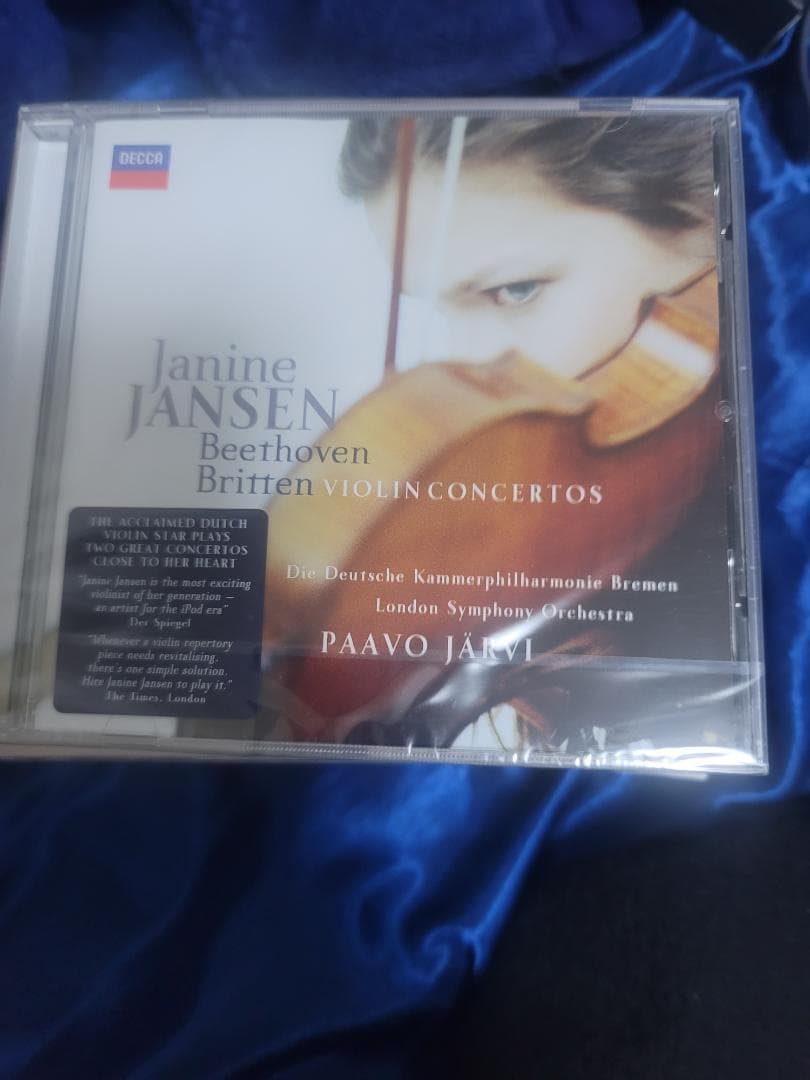 DECCA
Janine
JANSEN
Beethoven
Britten VIOLIN CONCERTOS
THE ACCLAIMED DUTCH
VIOLIN STAR PLAYS
TWO GREAT CONCERTOS
CLOSE TO HER HEART
"Janine Jansen is the most exciting
violinist of her generation –
an artist for the iPod era"
Der Spiegel
"Whenever a violin repertory
piece needs revitalising,
there's one simple solution.
Hire Janine Jansen to play it."
The Times, London
Die Deutsche Kammerphilharmonie Bremen
London Symphony Orchestra
PAAVO JÄRVI